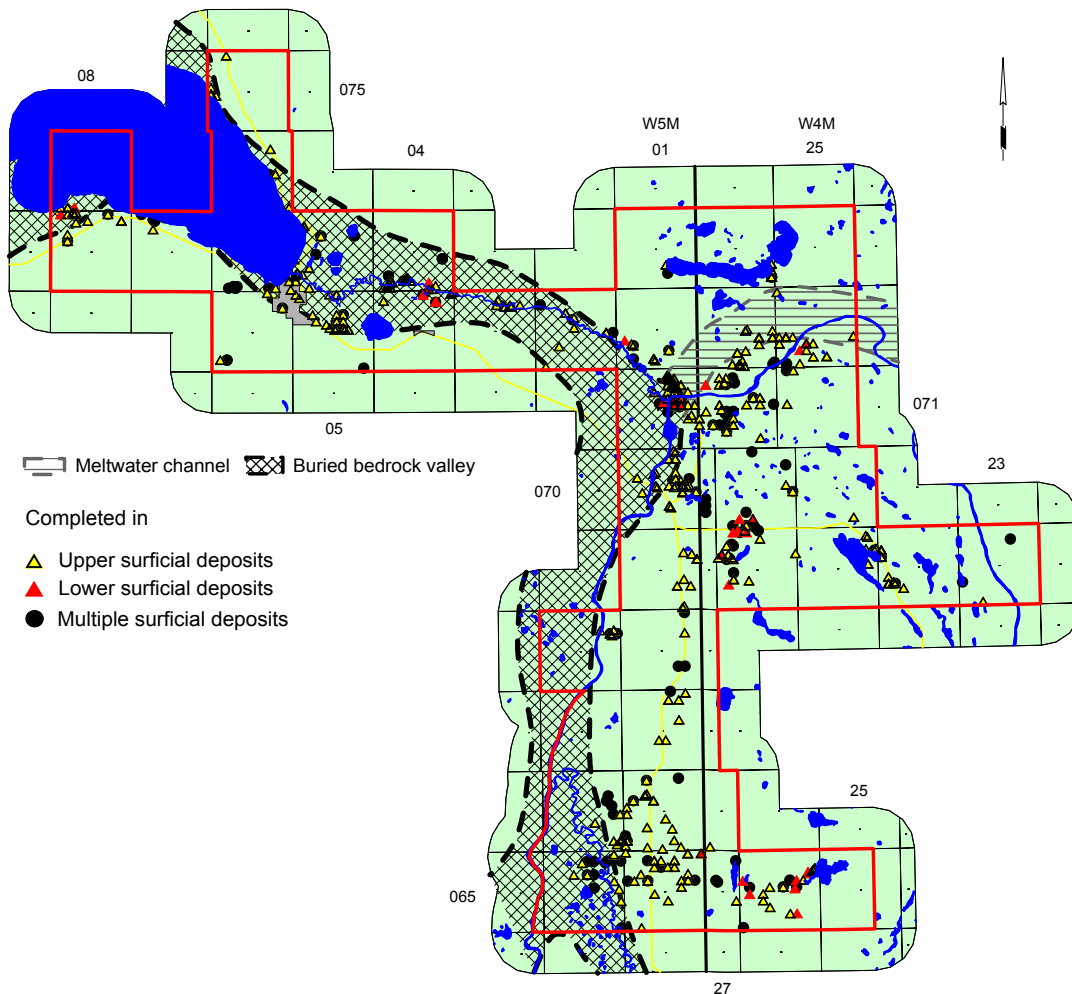 08
075
W5M
W4M
04
01
25
071
05
23
Meltwater channel
Buried bedrock valley
070
Completed in
Upper surficial deposits
Lower surficial deposits
Multiple surficial deposits
25
065
27